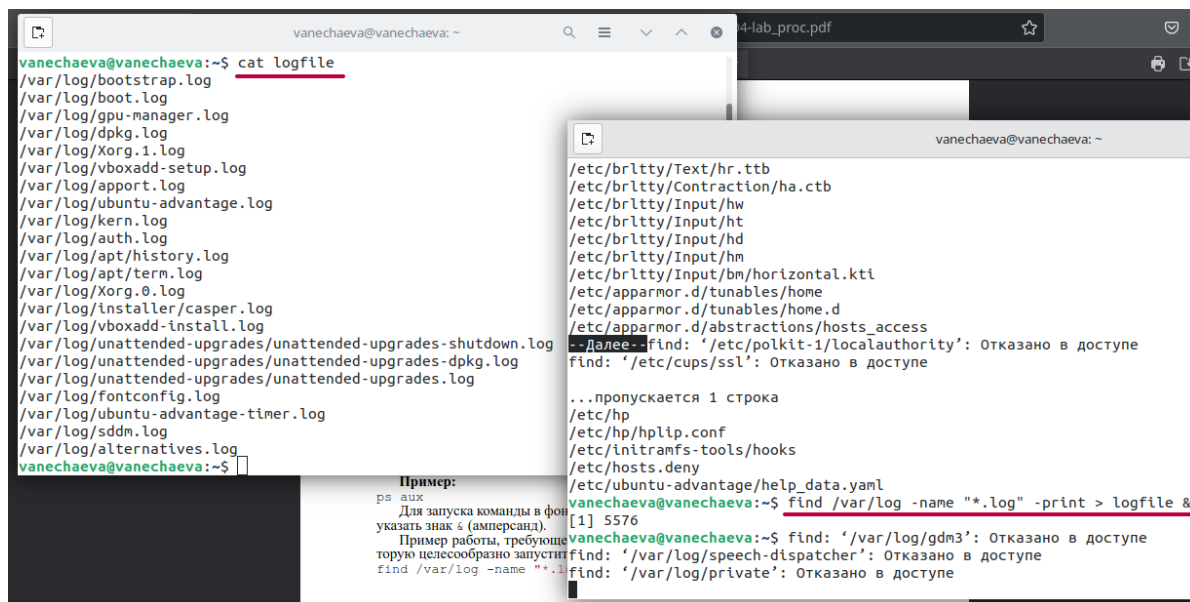 vanechaeva@vanechaeva: ~
vanechaeva@vanechaeva:~$ cat logfile
/var/log/bootstrap.log
/var/log/boot.log
/var/log/gpu-manager.log
/var/log/dpkg.log
/var/log/Xorg.1.log
/var/log/vboxadd-setup.log
/var/log/apport.log
/var/log/ubuntu-advantage.log
/var/log/kern.log
/var/log/auth.log
/var/log/apt/history.log
/var/log/apt/term.log
/var/log/Xorg.0.log
/var/log/installer/casper.log
/var/log/vboxadd-install.log
/var/log/unattended-upgrades/unattended-upgrades-shutdown.log
/var/log/unattended-upgrades/unattended-upgrades-dpkg.log
/var/log/unattended-upgrades/unattended-upgrades.log
/var/log/fontconfig.log
/var/log/ubuntu-advantage-timer.log
/var/log/sddm.log
/var/log/alternatives.log
vanechaeva@vanechaeva:~$
4-lab_proc.pdf
vanechaeva@vanechaeva: ~
/etc/brltty/Text/hr.ttb
/etc/brltty/Contraction/ha.ctb
/etc/brltty/Input/hw
/etc/brltty/Input/ht
/etc/brltty/Input/hd
/etc/brltty/Input/hm
/etc/brltty/Input/bm/horizontal.kti
/etc/apparmor.d/tunables/home
/etc/apparmor.d/tunables/home.d
/etc/apparmor.d/abstractions/hosts_access
--Далее--find: ‘/etc/polkit-1/localauthority’: Отказано в доступе
find: ‘/etc/cups/ssl’: Отказано в доступе
...пропускается 1 строка
/etc/hp
/etc/hp/hplip.conf
/etc/initramfs-tools/hooks
/etc/hosts.deny
/etc/ubuntu-advantage/help_data.yaml
vanechaeva@vanechaeva:~$ find /var/log -name "*.log" -print > logfile &
[1] 5576
vanechaeva@vanechaeva:~$ find: ‘/var/log/gdm3’: Отказано в доступе
find: ‘/var/log/speech-dispatcher’: Отказано в доступе
find: ‘/var/log/private’: Отказано в доступе
Пример:
ps aux
Для запуска команды в фон
указать знак & (амперсанд).
Пример работы, требующе
торую целесообразно запустит
find /var/log -name "*.l